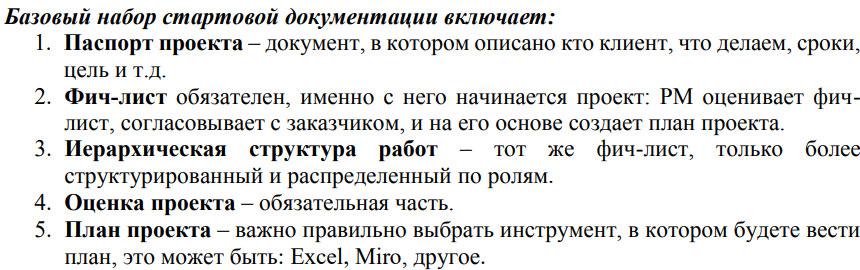 Базовый набор стартовой документации включает:
1. Паспорт проекта – документ, в котором описано кто клиент, что делаем, сроки,
цель и т.д.
2. Фич-лист обязателен, именно с него начинается проект: PM оценивает фич-
лист, согласовывает с заказчиком, и на его основе создает план проекта.
3. Иерархическая структура работ – тот же фич-лист, только более
структурированный и распределенный по ролям.
4. Оценка проекта – обязательная часть.
5. План проекта – важно правильно выбрать инструмент, в котором будете вести
план, это может быть: Excel, Miro, другое.